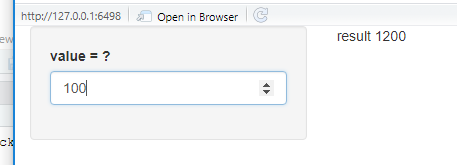 http://127.0.0.1:6498 Open in Browser
value = ?
100
result 1200